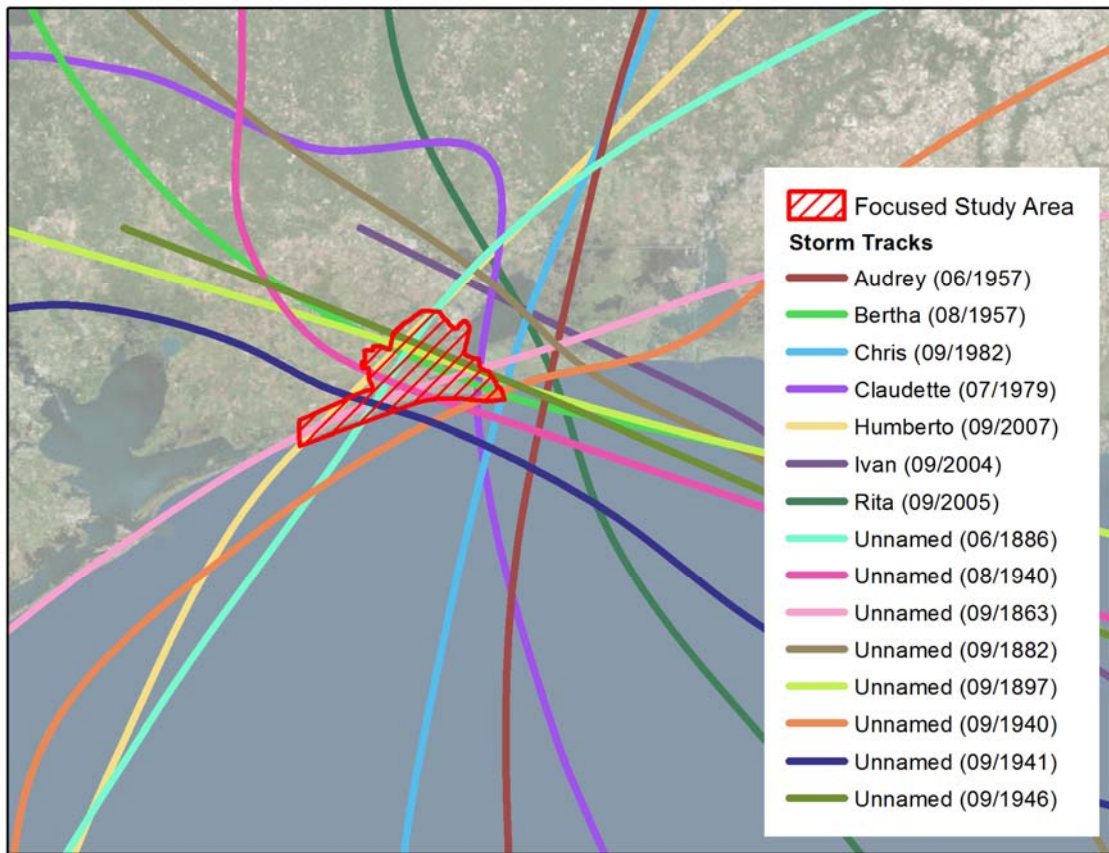 Focused Study Area
Storm Tracks
Audrey (06/1957)
Bertha (08/1957)
Chris (09/1982)
Claudette (07/1979)
Humberto (09/2007)
Ivan (09/2004)
Rita (09/2005)
Unnamed (06/1886)
Unnamed (08/1940)
Unnamed (09/1863)
Unnamed (09/1882)
Unnamed (09/1897)
Unnamed (09/1940)
Unnamed (09/1941)
Unnamed (09/1946)